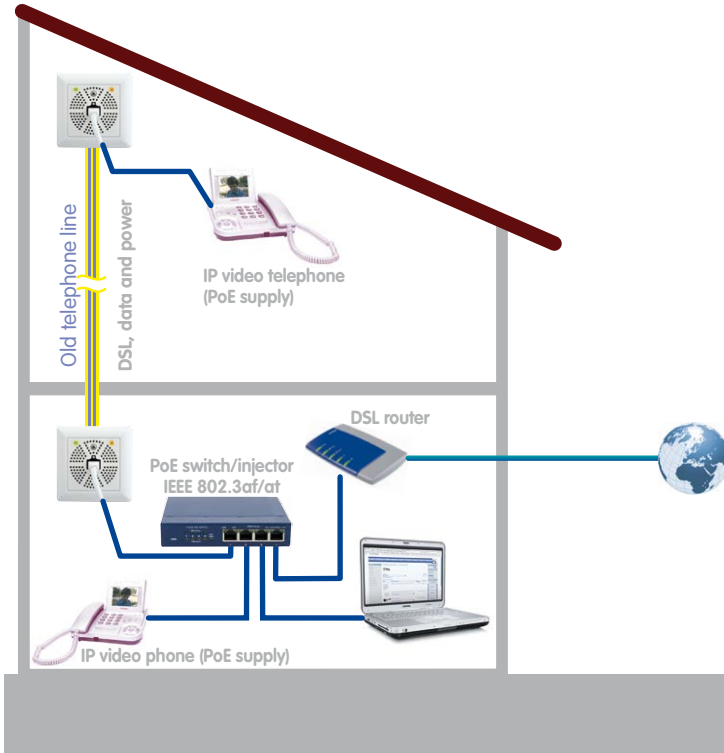 Old telephone line
DSL, data and power
IP video telephone
(PoE supply)
DSL router
PoE switch/injector
IEEE 802.3af/at
IP video phone (PoE supply)